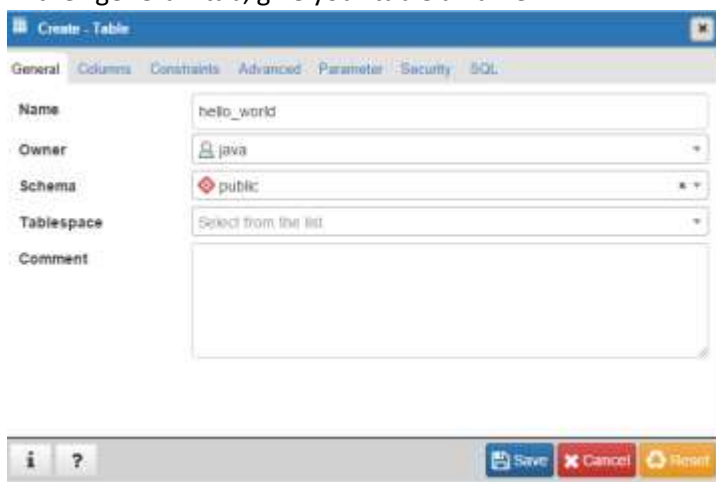 Create - Table
General Columns Constraints Advanced Parameter Security SQL
Name hello_world
Owner java
Schema public
Tablespace Select from the list
Comment
i ? Save Cancel Reset